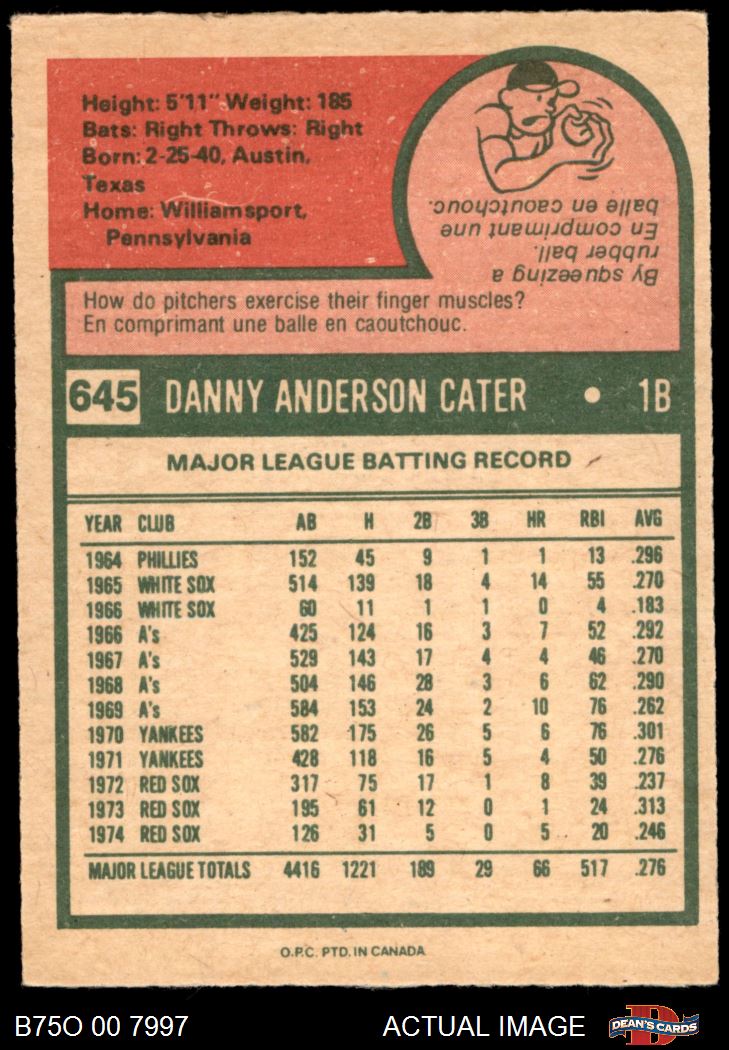 Height: 5'11" Weight: 185
Bats: Right Throws: Right
Born: 2-25-40, Austin,
Texas
Home: Williamsport,
Pennsylvania
By squeezing a
rubber ball.
En comprimant une
balle en caoutchouc.
How do pitchers exercise their finger muscles?
En comprimant une balle en caoutchouc.
645 DANNY ANDERSON CATER • 1B
MAJOR LEAGUE BATTING RECORD
YEAR CLUB AB H 2B 3B HR RBI AVG
1964 PHILLIES 152 45 9 1 1 13 .296
1965 WHITE SOX 514 139 18 4 14 55 .270
1966 WHITE SOX 60 11 1 1 0 4 .183
1966 A's 425 124 16 3 7 52 .292
1967 A's 529 143 17 4 4 46 .270
1968 A's 504 146 28 3 6 62 .290
1969 A's 584 153 24 2 10 76 .262
1970 YANKEES 582 175 26 5 6 76 .301
1971 YANKEES 428 118 16 5 4 50 .276
1972 RED SOX 317 75 17 1 8 39 .237
1973 RED SOX 195 61 12 0 1 24 .313
1974 RED SOX 126 31 5 0 5 20 .246
MAJOR LEAGUE TOTALS 4416 1221 189 29 66 517 .276
O.P.C. PTD. IN CANADA
B75O 00 7997 ACTUAL IMAGE DEAN'S CARDS